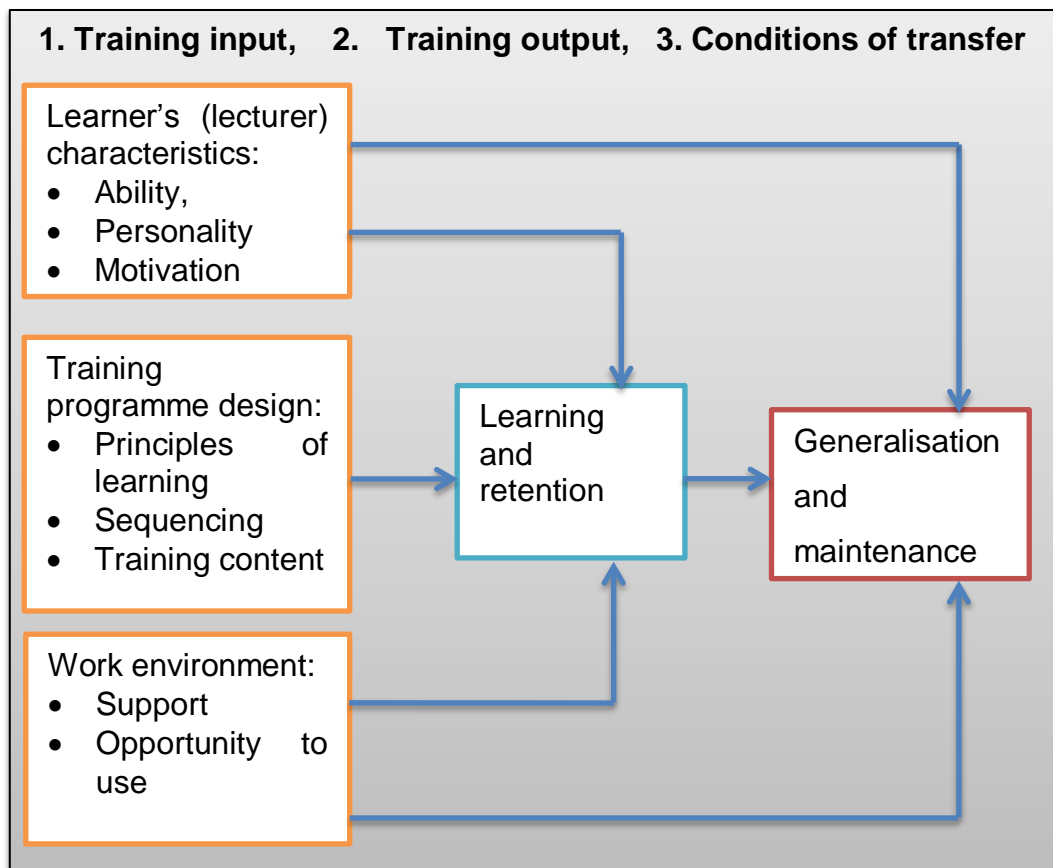 1. Training input, 2. Training output, 3. Conditions of transfer
Learner’s (lecturer)
characteristics:
• Ability,
• Personality
• Motivation
Training
programme design:
• Principles of
learning
• Sequencing
• Training content
Work environment:
• Support
• Opportunity to
use
Learning
and
retention
Generalisation
and
maintenance